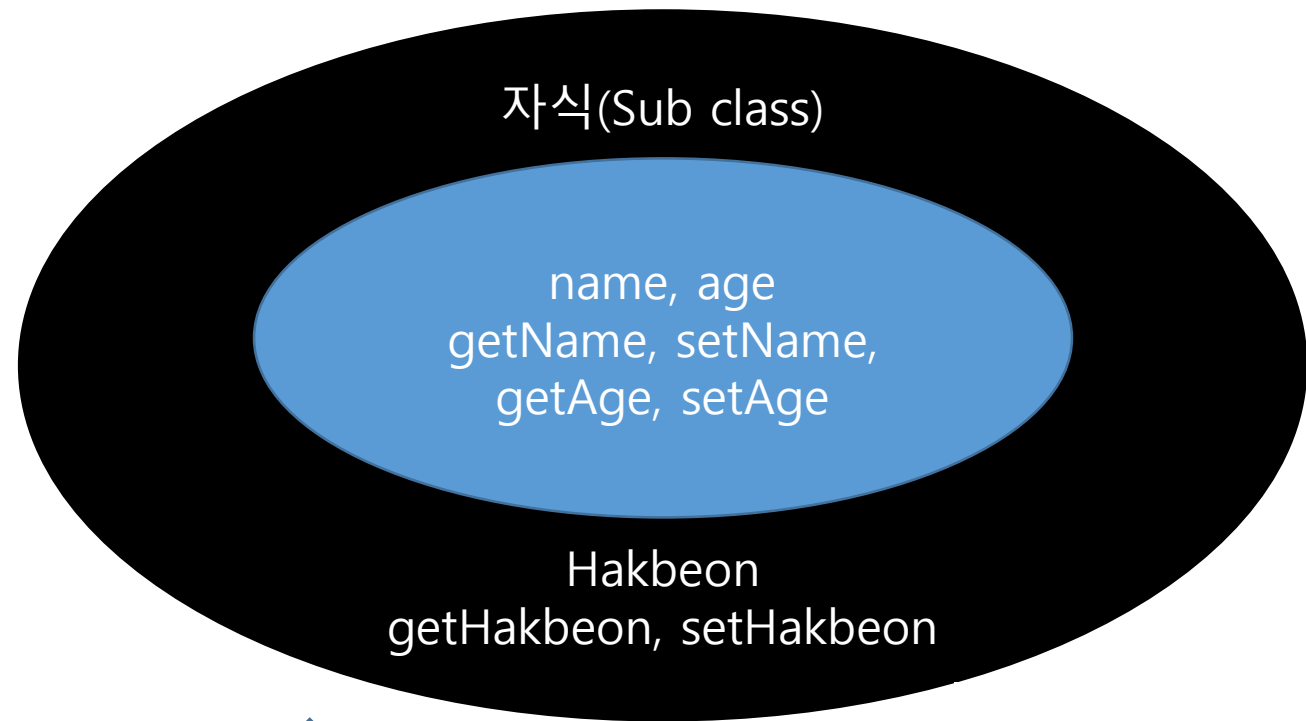 자식(Sub class)
name, age
getName, setName,
getAge, setAge
Hakbeon
getHakbeon, setHakbeon